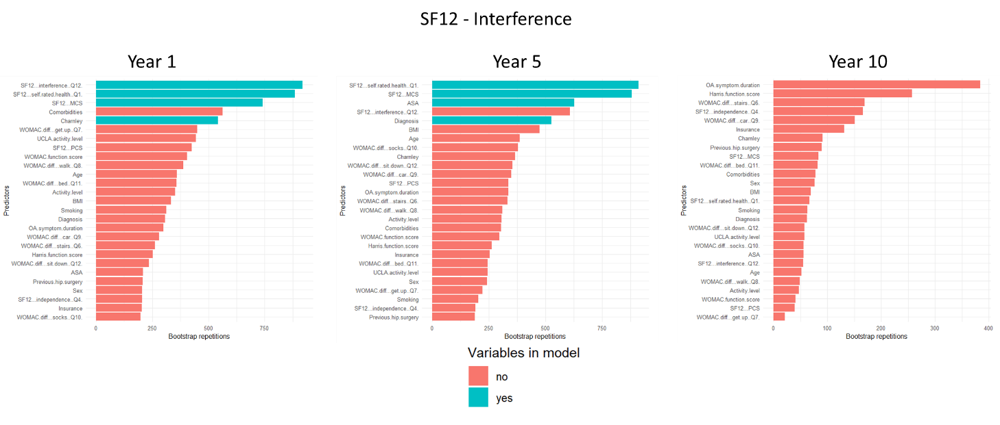 SF12 - Interference
Year 1
SF12...interference..Q12.
SF12...self.rated.health..Q1.
SF12...MCS
Comorbidities
Charnley
WOMAC.diff...get.up..Q7.
UCLA.activity.level
SF12...PCS
WOMAC.function.score
WOMAC.diff...walk..Q8.
Age
WOMAC.diff...bed..Q11.
Activity.level
BMI
Smoking
Diagnosis
OA.symptom.duration
WOMAC.diff...car..Q9.
WOMAC.diff...stairs..Q6.
Harris.function.score
WOMAC.diff...sit.down..Q12.
ASA
Previous.hip.surgery
Sex
SF12...independence..Q4.
Insurance
WOMAC.diff...socks..Q10.
Predictors
0 250 500 750
Bootstrap repetitions
Year 5
SF12...self.rated.health..Q1.
SF12...MCS
ASA
SF12...interference..Q12.
Diagnosis
BMI
Age
WOMAC.diff...socks..Q10.
Charnley
WOMAC.diff...sit.down..Q12.
WOMAC.diff...car..Q9.
SF12...PCS
OA.symptom.duration
WOMAC.diff...stairs..Q6.
WOMAC.diff...walk..Q8.
Activity.level
Comorbidities
WOMAC.function.score
Harris.function.score
Insurance
WOMAC.diff...bed..Q11.
UCLA.activity.level
Sex
WOMAC.diff...get.up..Q7.
Smoking
SF12...independence..Q4.
Previous.hip.surgery
Predictors
0 250 500 750
Bootstrap repetitions
Year 10
OA.symptom.duration
Harris.function.score
WOMAC.diff...stairs..Q6.
SF12...independence..Q4.
WOMAC.diff...car..Q9.
Insurance
Charnley
Previous.hip.surgery
SF12...MCS
WOMAC.diff...bed..Q11.
Comorbidities
Sex
BMI
SF12...self.rated.health..Q1.
Smoking
Diagnosis
WOMAC.diff...sit.down..Q12.
UCLA.activity.level
WOMAC.diff...socks..Q10.
ASA
SF12...interference..Q12.
Age
WOMAC.diff...walk..Q8.
Activity.level
WOMAC.function.score
SF12...PCS
WOMAC.diff...get.up..Q7.
Predictors
0 100 200 300 400
Bootstrap repetitions
Variables in model
no
yes